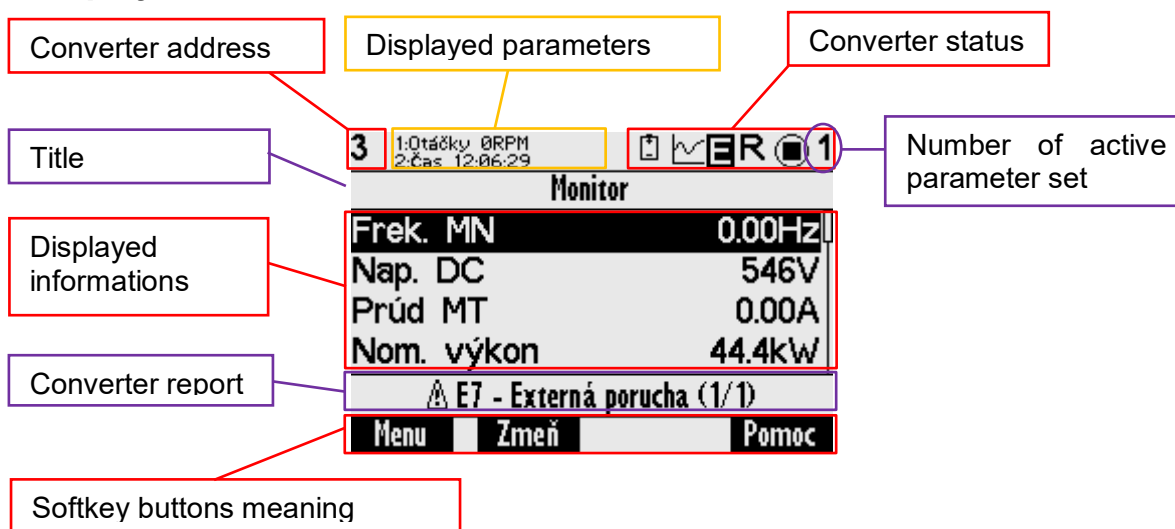 Converter address
Displayed parameters
Converter status
3
1:Otáčky 0RPM
2:Čas 12:06:29
E R 1
Number of active
parameter set
Title
Monitor
Displayed
informations
Frek. MN 0.00Hz
Nap. DC 546V
Prúd MT 0.00A
Nom. výkon 44.4kW
Converter report
E7 - Externá porucha (1/1)
Menu Zmeň Pomoc
Softkey buttons meaning